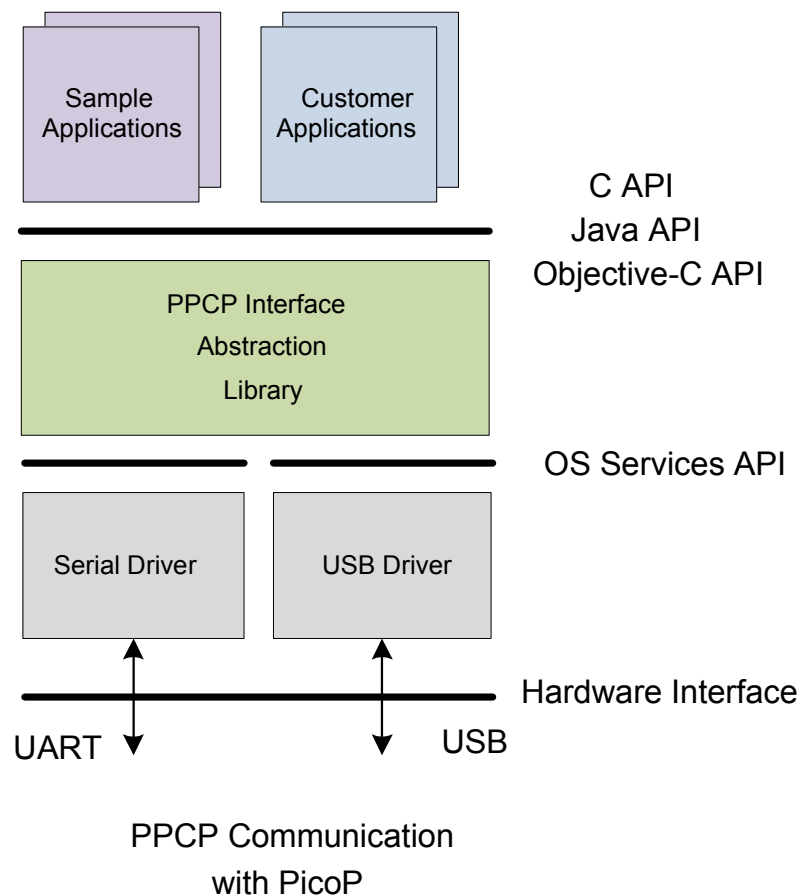 Sample
Applications
Customer
Applications
C API
Java API
Objective-C API
PPCP Interface
Abstraction
Library
OS Services API
Serial Driver
USB Driver
Hardware Interface
UART
USB
PPCP Communication
with PicoP